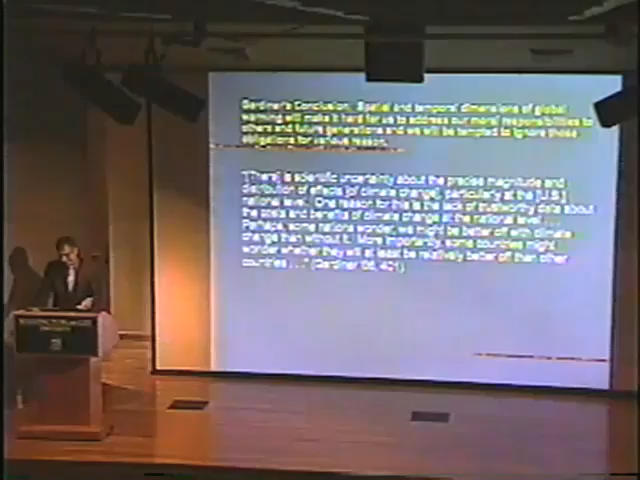 Gardiner's Conclusion: Spatial and temporal dimensions of global
warming will make it hard for us to address our moral responsibilities to
others and future generations and we will be tempted to ignore those
obligations for various reason.
"[There] is scientific uncertainty about the precise magnitude and
distribution of effects [of climate change], particularly at the [U.S.]
national level. One reason for this is the lack of trustworthy data about
the costs and benefits of climate change at the national level . . .
Perhaps, some nations wonder, we might be better off with climate
change than without it. More importantly, some countries might
wonder whether they will at least be relatively better off than other
countries . . ." (Gardiner '06, 401)